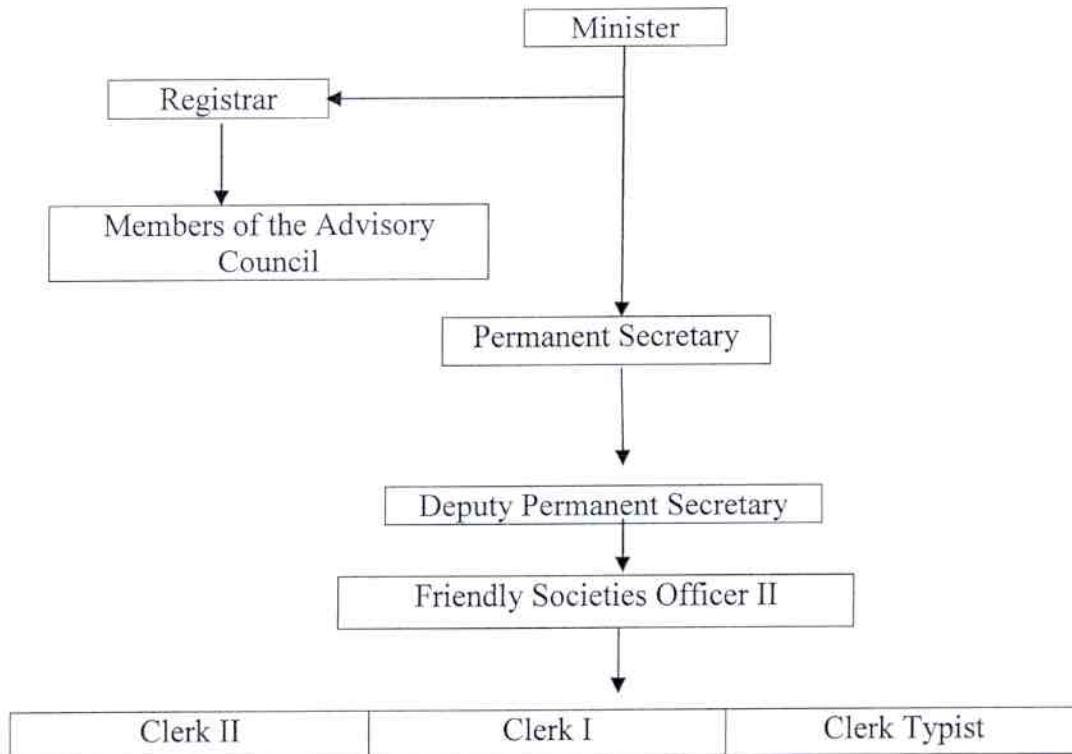 Minister
Registrar
Members of the Advisory
Council
Permanent Secretary
Deputy Permanent Secretary
Friendly Societies Officer II
Clerk II
Clerk I
Clerk Typist